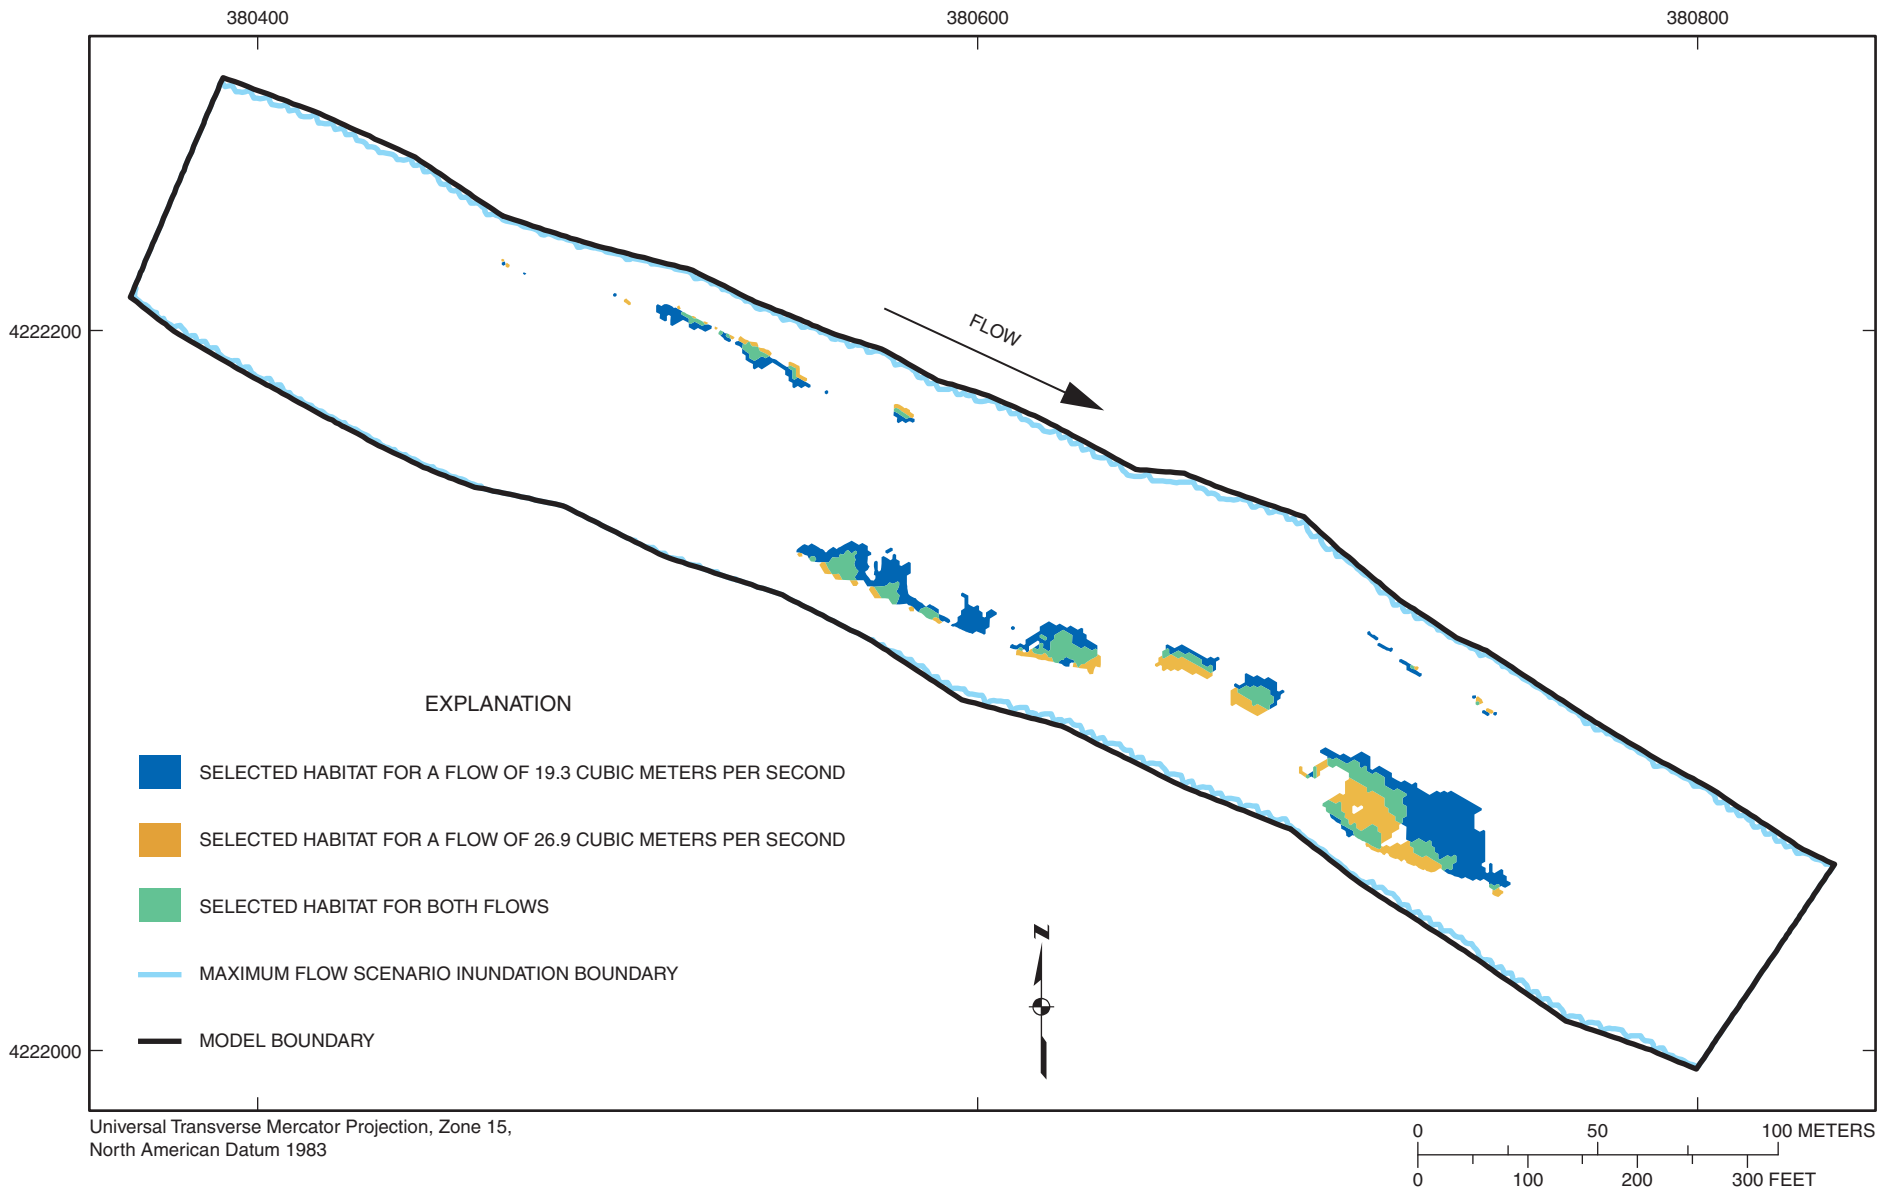 380400
380600
380800
4222200
FLOW
EXPLANATION
SELECTED HABITAT FOR A FLOW OF 19.3 CUBIC METERS PER SECOND
SELECTED HABITAT FOR A FLOW OF 26.9 CUBIC METERS PER SECOND
SELECTED HABITAT FOR BOTH FLOWS
MAXIMUM FLOW SCENARIO INUNDATION BOUNDARY
MODEL BOUNDARY
N
4222000
Universal Transverse Mercator Projection, Zone 15,
North American Datum 1983
0 50 100 METERS
0 100 200 300 FEET